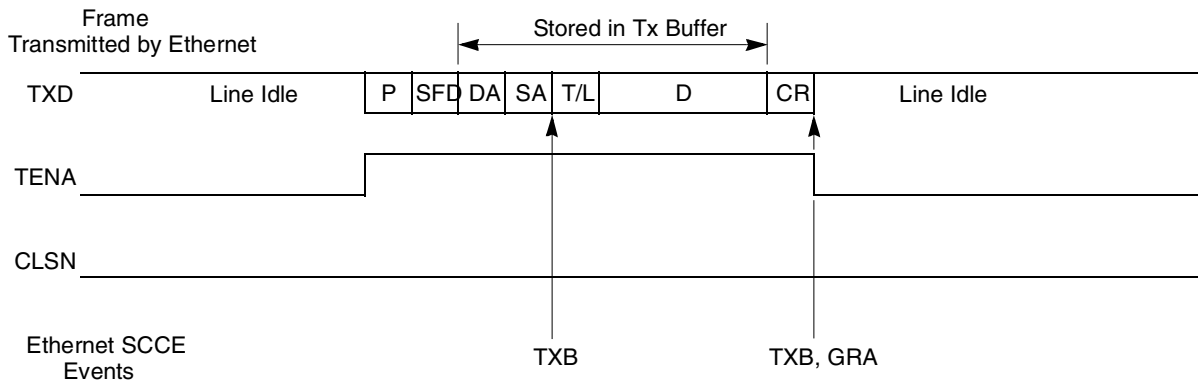 Frame
Transmitted by Ethernet
Stored in Tx Buffer
TXD
Line Idle
P
SFD
DA
SA
T/L
D
CR
Line Idle
TENA
CLSN
Ethernet SCCE
Events
TXB
TXB, GRA